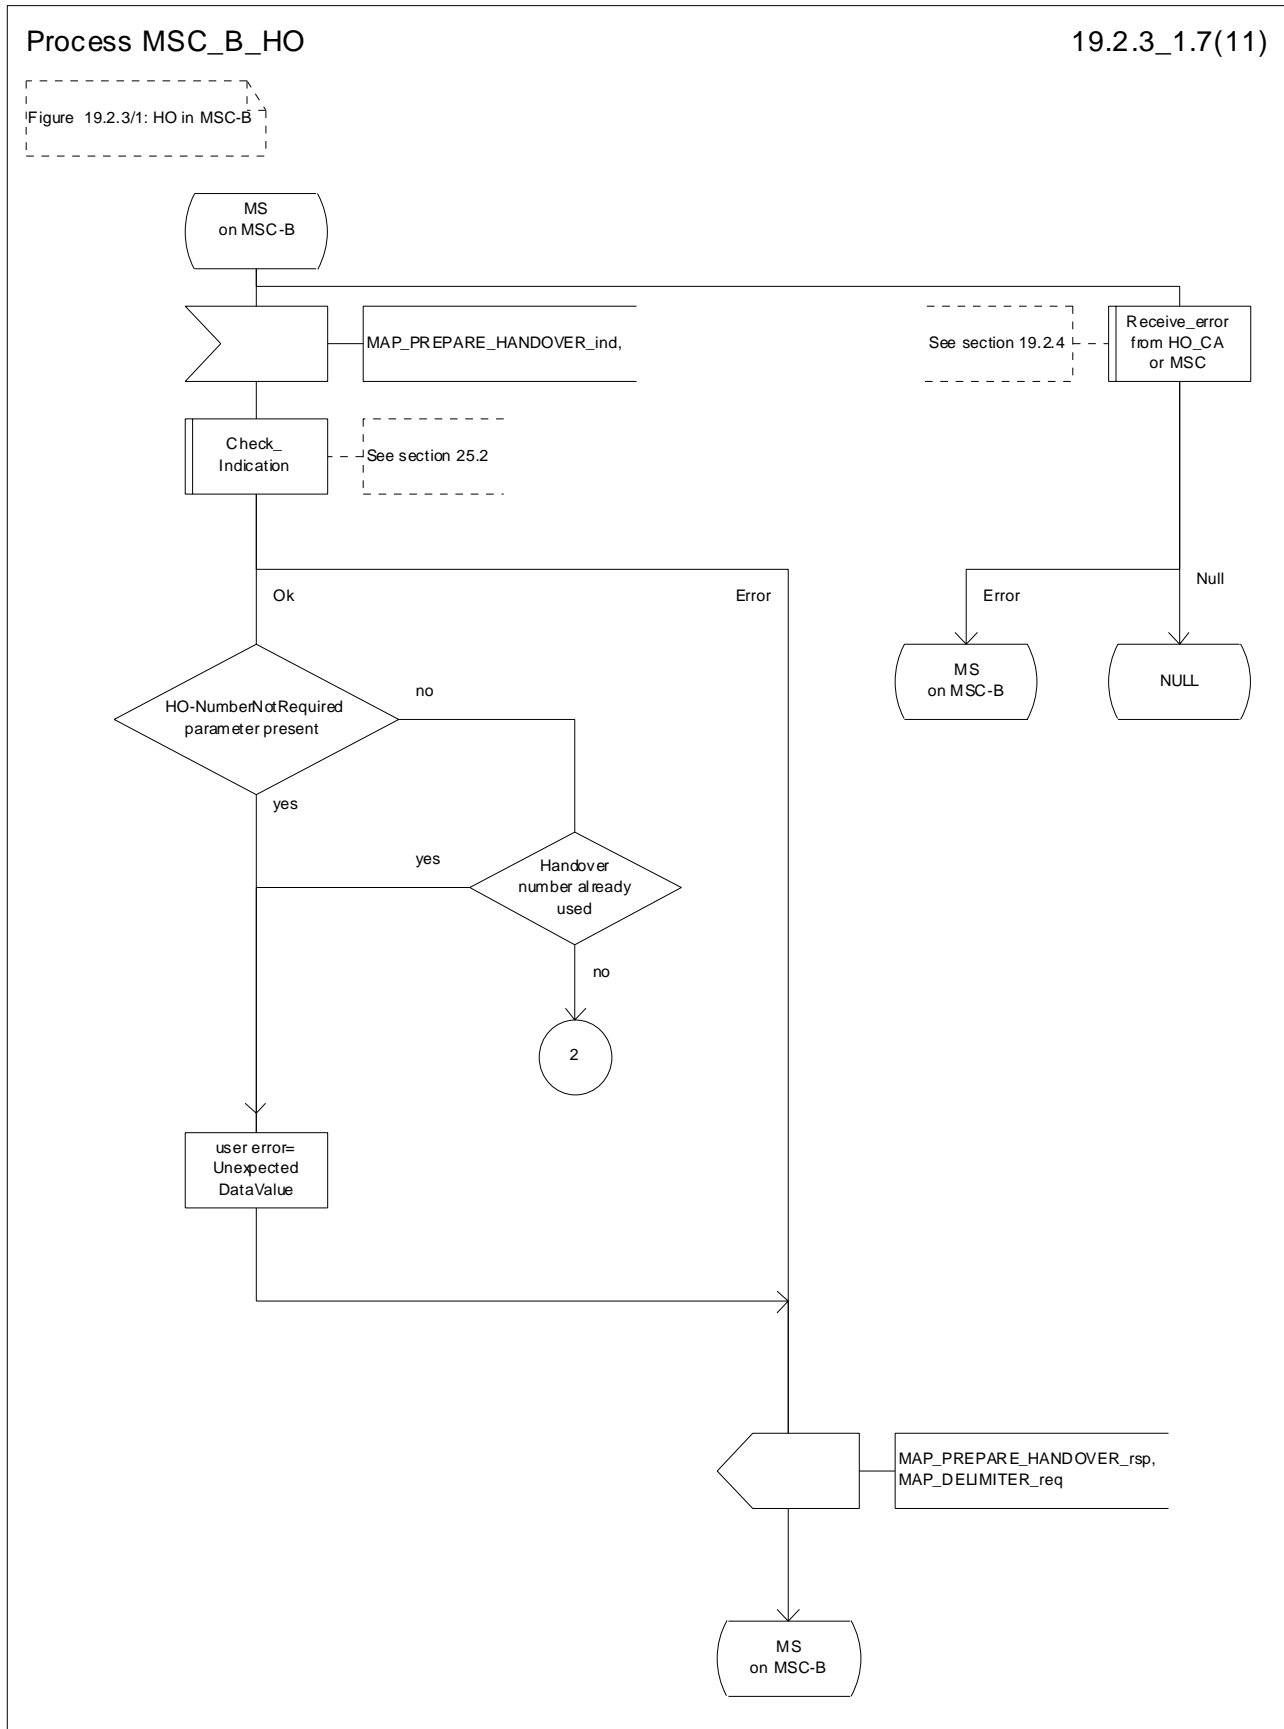 Process MSC_B_HO
19.2.3_1.7(11)
Figure 19.2.3/1: HO in MSC-B
MS
on MSC-B
MAP_PREPARE_HANDOVER_ind,
See section 19.2.4
Receive_error
from HO_CA
or MSC
Check_
Indication
See section 25.2
Ok
Error
Error
Null
MS
on MSC-B
NULL
HO-NumberNotRequired
parameter present
no
yes
yes
Handover
number already
used
no
2
user error=
Unexpected
DataValue
MAP_PREPARE_HANDOVER_rsp,
MAP_DELIMITER_req
MS
on MSC-B